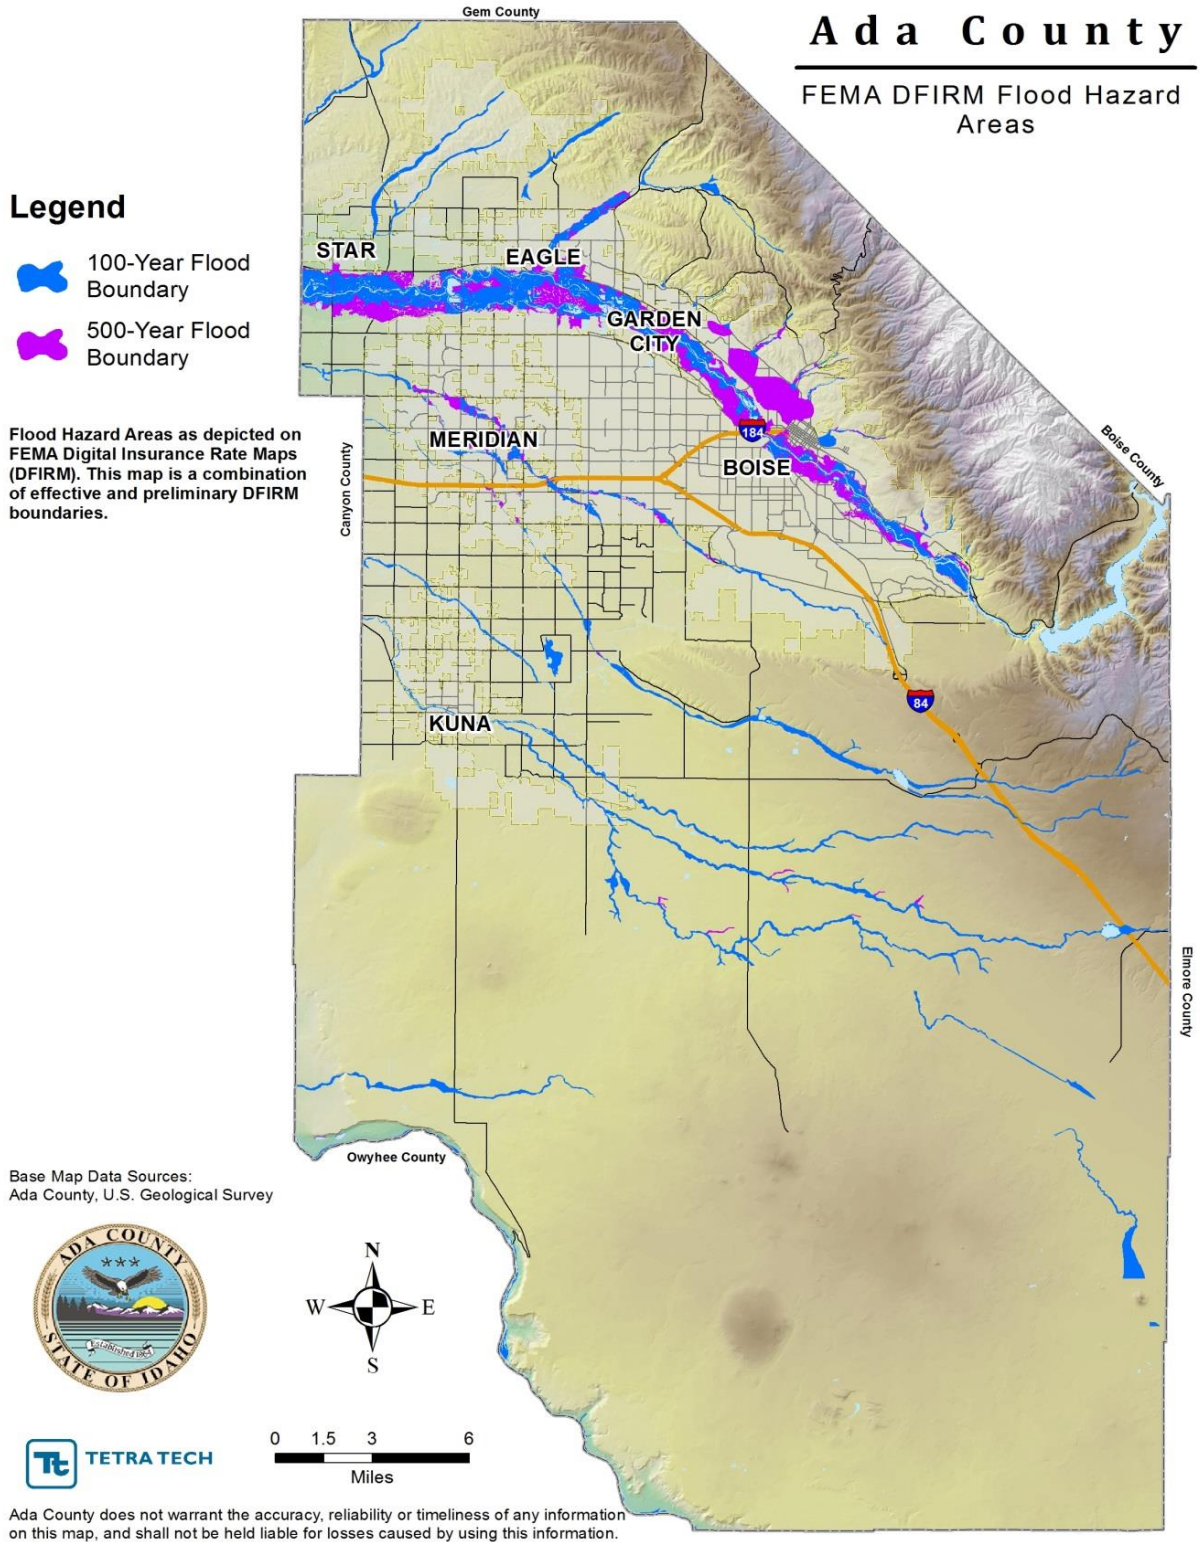 Gem County
Ada County
FEMA DFIRM Flood Hazard
Areas
Legend
100-Year Flood
Boundary
500-Year Flood
Boundary
Flood Hazard Areas as depicted on
FEMA Digital Insurance Rate Maps
(DFIRM). This map is a combination
of effective and preliminary DFIRM
boundaries.
STAR
EAGLE
GARDEN
CITY
MERIDIAN
184
BOISE
Boise County
Canyon County
84
KUNA
Elmore County
Owyhee County
Base Map Data Sources:
Ada County, U.S. Geological Survey
ADA COUNTY
Established 1864
STATE OF IDAHO
N
W
E
S
TETRA TECH
0 1.5 3 6
Miles
Ada County does not warrant the accuracy, reliability or timeliness of any information
on this map, and shall not be held liable for losses caused by using this information.